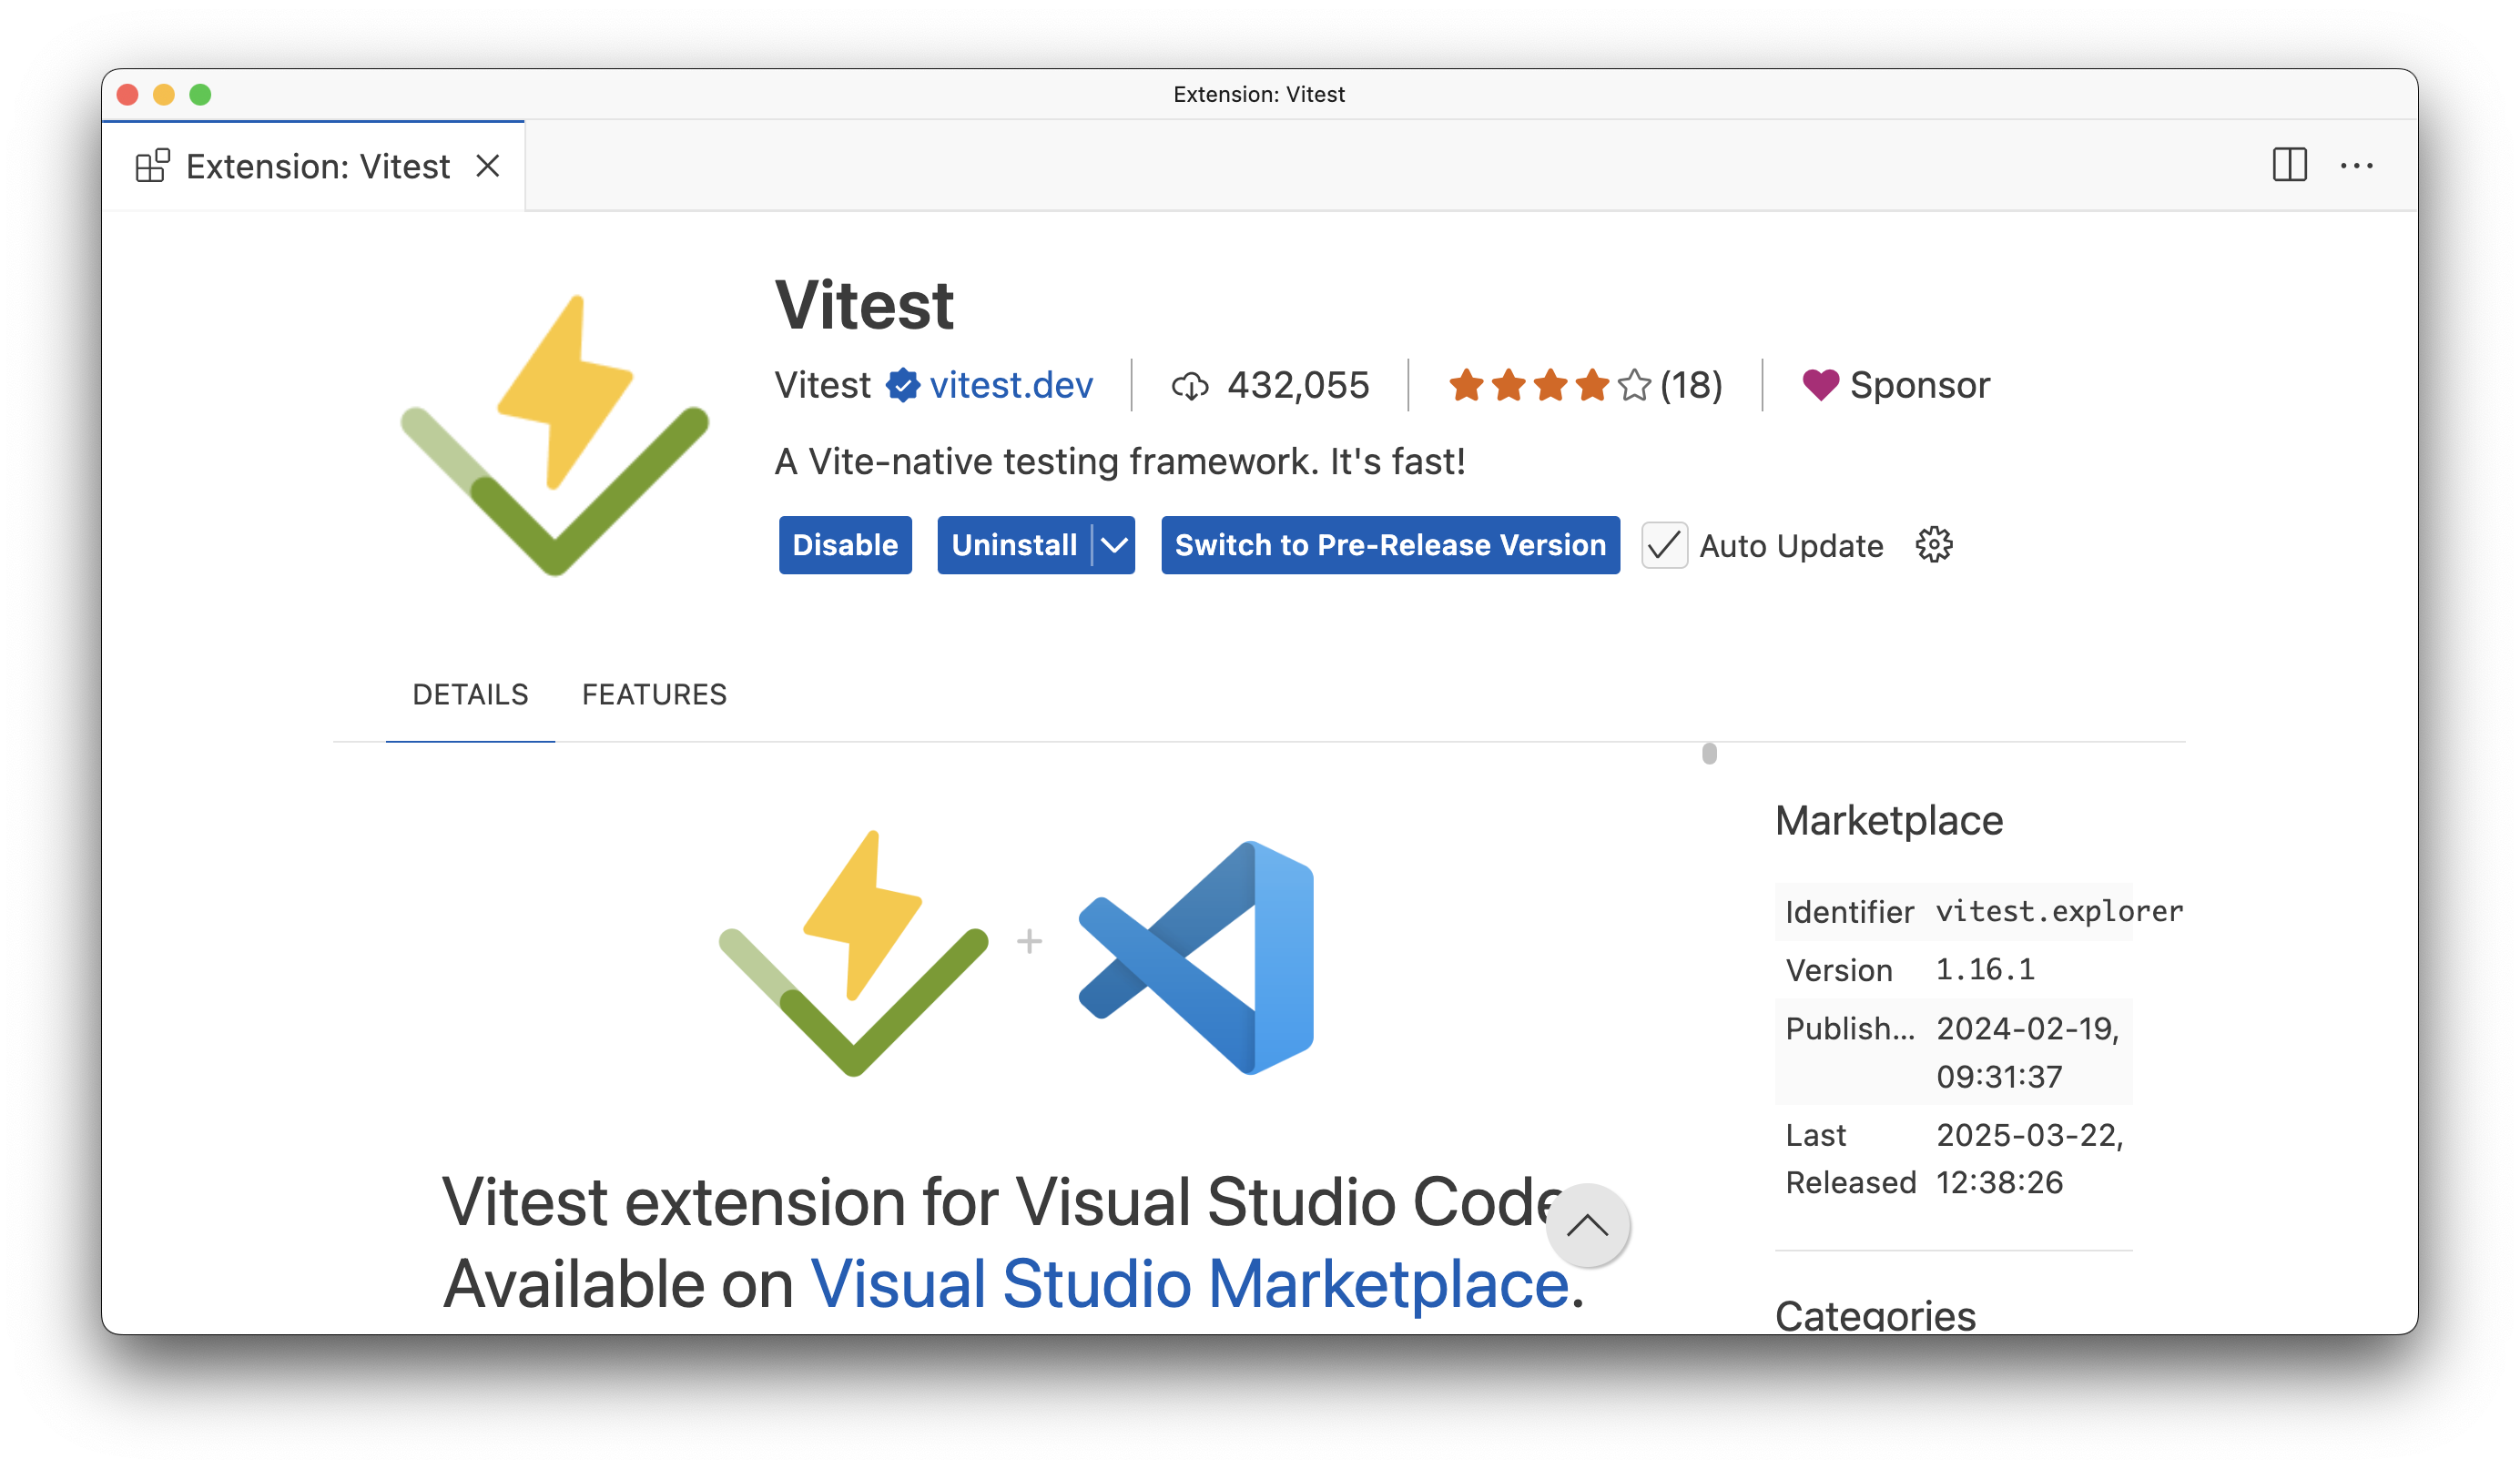 Extension: Vitest
Extension: Vitest
Vitest
Vitest vitest.dev 432,055 (18) Sponsor
A Vite-native testing framework. It's fast!
Disable Uninstall Switch to Pre-Release Version Auto Update
DETAILS FEATURES
Vitest extension for Visual Studio Code
Available on Visual Studio Marketplace.
Marketplace
Identifier vitest.explorer
Version 1.16.1
Publish... 2024-02-19,
09:31:37
Last 2025-03-22,
Released 12:38:26
Categories